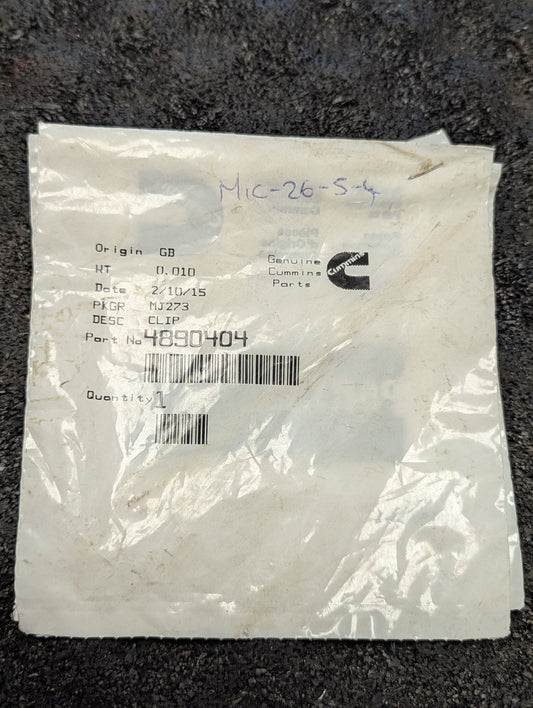 MIC-26-5-4
Origin GB
WT 0.010
Date 2/10/15
PKGR MJ273
DESC CLIP
Part No 4890404
Quantity 1
Genuine
Cummins
Parts
Cummins